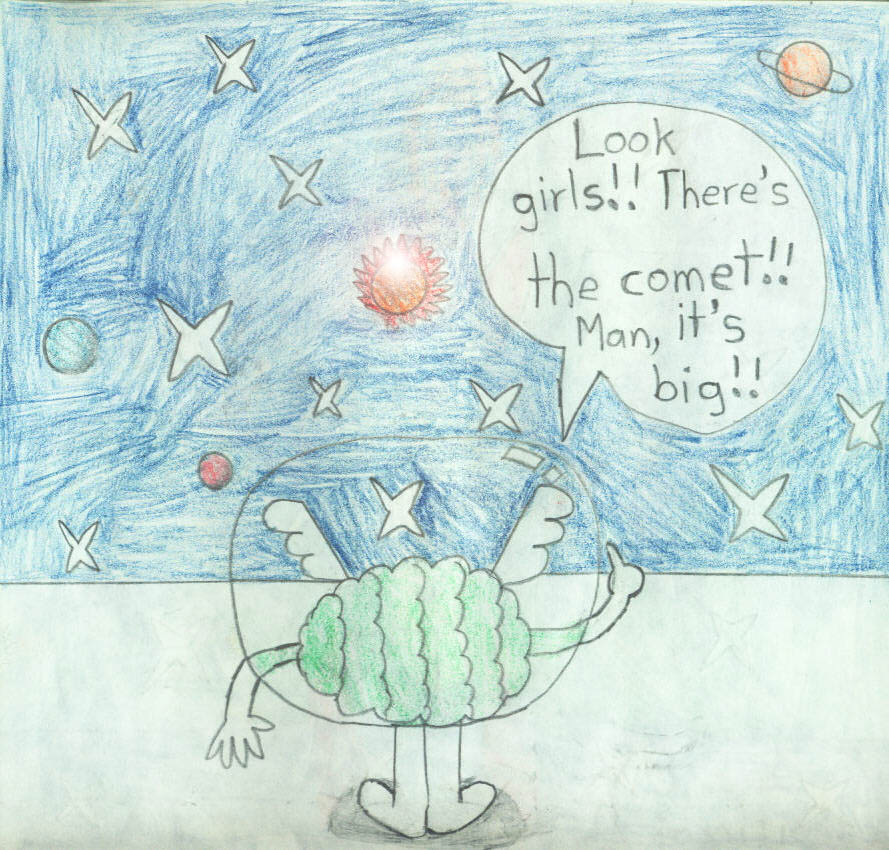 Look
girls!! There's
the comet!!
Man, it's
big!!